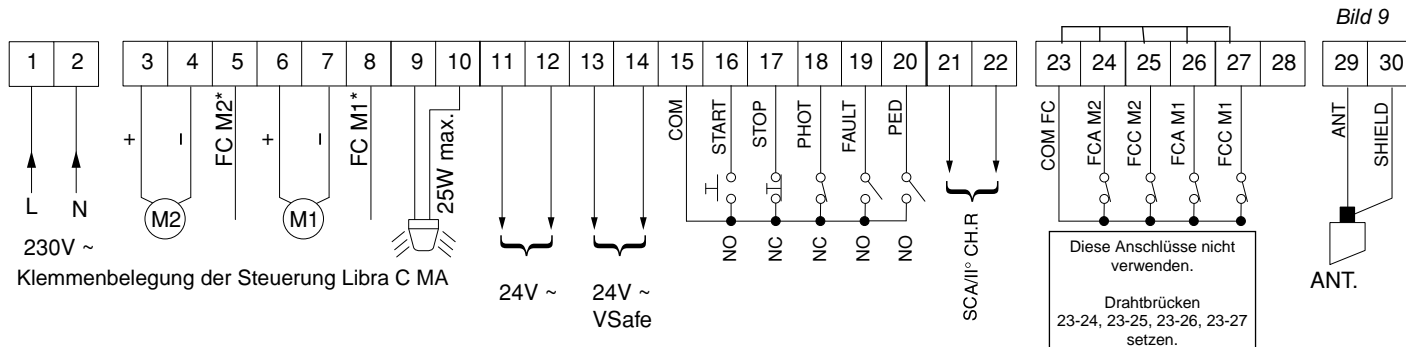 Bild 9
1 2 3 4 5 6 7 8 9 10 11 12 13 14 15 16 17 18 19 20 21 22 23 24 25 26 27 28 29 30
+ – FC M2* + – FC M1* 25W max. COM START STOP PHOT FAULT PED COM FC FCA M2 FCC M2 FCA M1 FCC M1 ANT SHIELD
L N M2 M1
230V ~
NO NC NC NO NO
SCA/II° CH.R
Klemmenbelegung der Steuerung Libra C MA
24V ~
24V ~
VSafe
Diese Anschlüsse nicht
verwenden.
Drahtbrücken
23-24, 23-25, 23-26, 23-27
setzen.
ANT.